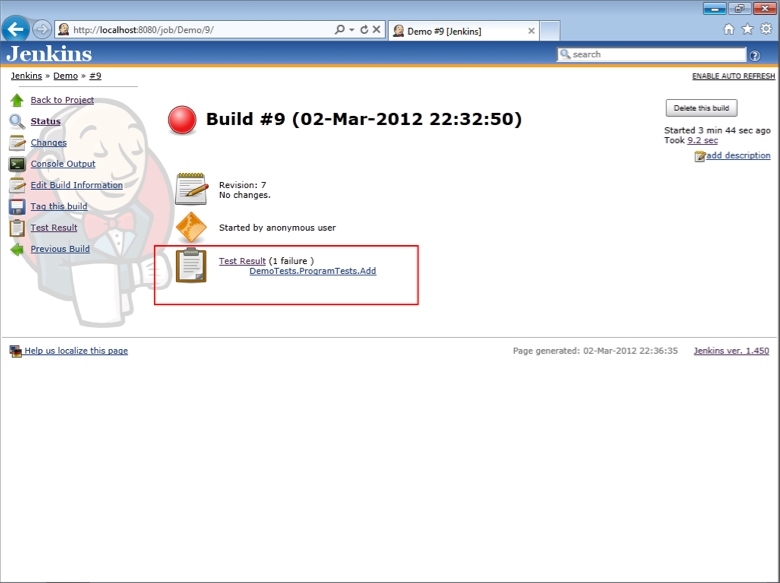 http://localhost:8080/job/Demo/9/
Demo #9 [Jenkins]
Jenkins
search
Jenkins » Demo » #9
ENABLE AUTO REFRESH
Back to Project
Status
Changes
Console Output
Edit Build Information
Tag this build
Test Result
Previous Build
Build #9 (02-Mar-2012 22:32:50)
Delete this build
Started 3 min 44 sec ago
Took 9.2 sec
add description
Revision: 7
No changes.
Started by anonymous user
Test Result (1 failure )
DemoTests.ProgramTests.Add
Help us localize this page
Page generated: 02-Mar-2012 22:36:35
Jenkins ver. 1.450